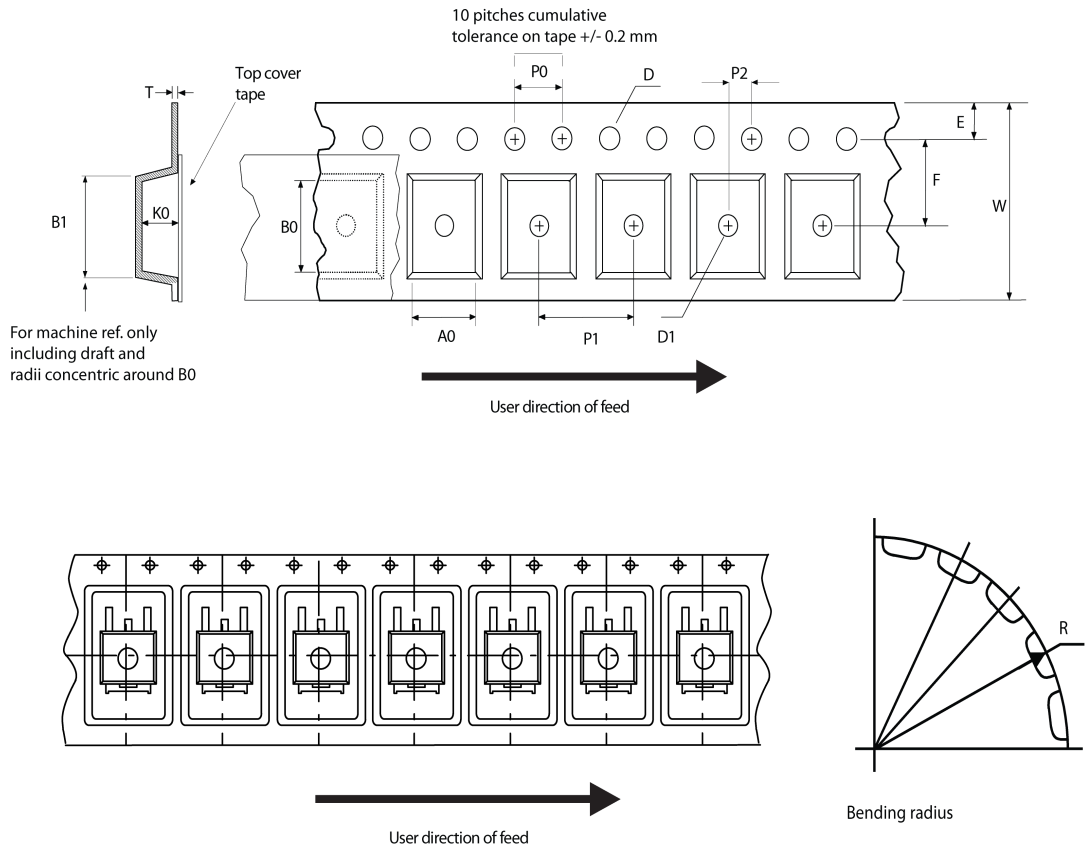 10 pitches cumulative
tolerance on tape +/- 0.2 mm
Top cover
tape
T
P0
D
P2
E
F
W
B1
K0
B0
For machine ref. only
including draft and
radii concentric around B0
A0
P1
D1
User direction of feed
R
Bending radius
User direction of feed